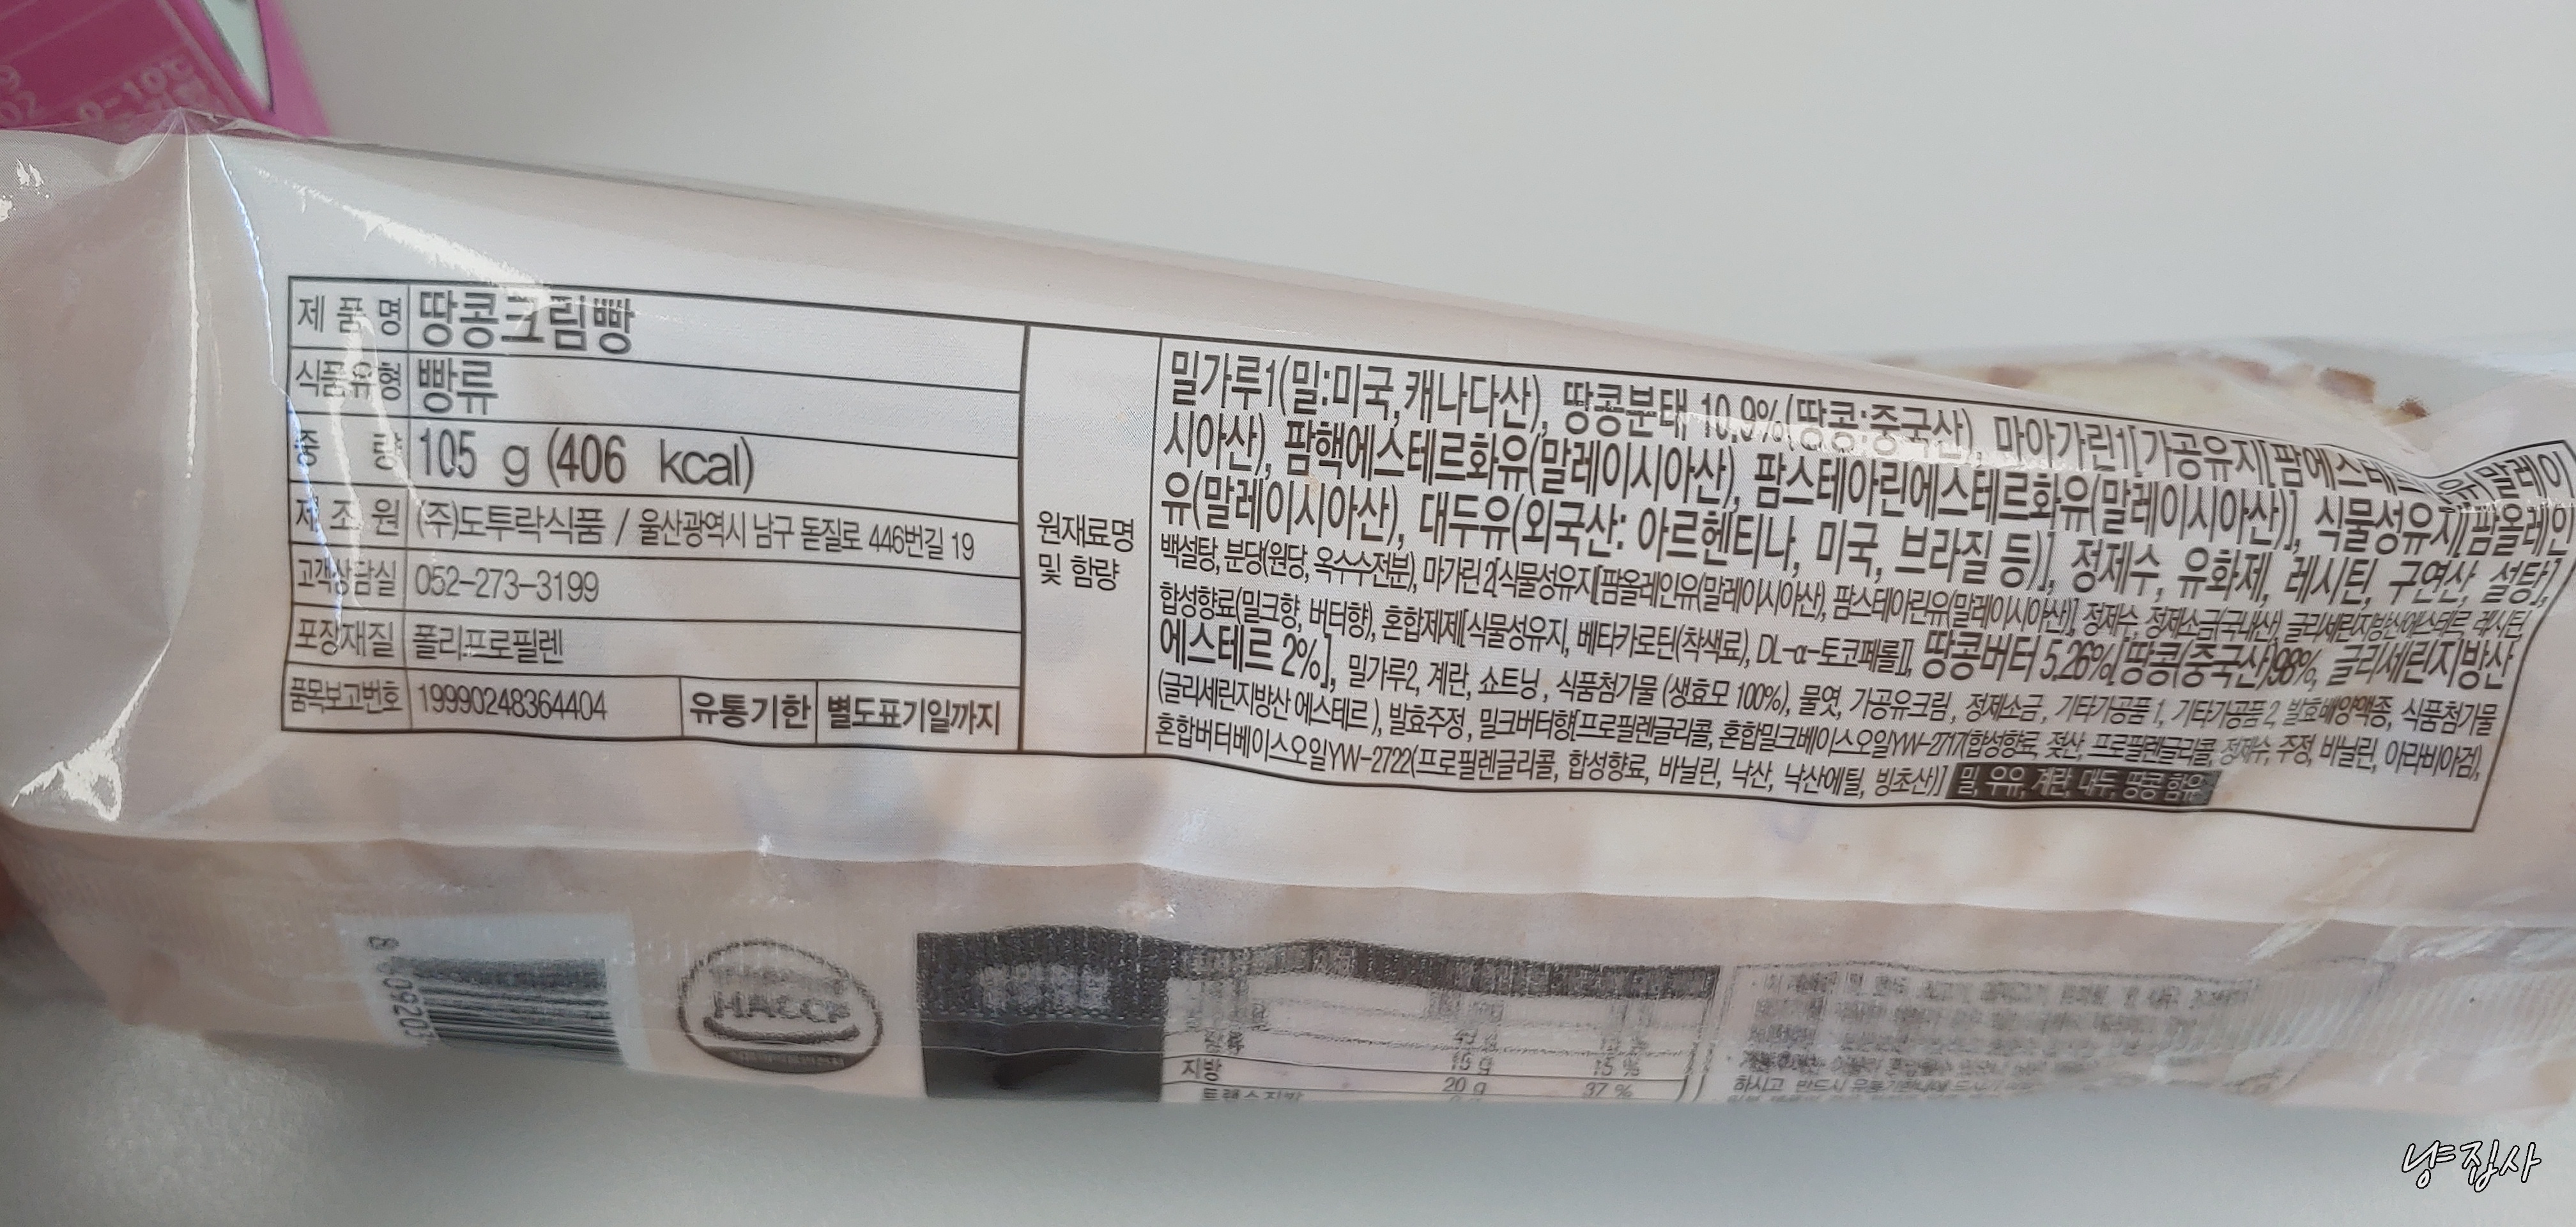 0-10℃
제 품 명 땅콩크림빵
식품유형 빵류
중 량 105 g (406 kcal)
제 조 원 (주)도투락식품 / 울산광역시 남구 돋질로 446번길 19
고객상담실 052-273-3199
포장재질 폴리프로필렌
품목보고번호 19990248364404 유통기한 별도표기일까지
원재료명
및 함량
밀가루1(밀:미국,캐나다산), 땅콩분태 10.9%(땅콩:중국산), 마아가린1[가공유지[팜에스테르화유(말레이
시아산), 팜핵에스테르화유(말레이시아산), 팜스테아린에스테르화유(말레이시아산)], 식물성유지[팜올레인
유(말레이시아산), 대두유(외국산: 아르헨티나, 미국, 브라질 등)], 정제수, 유화제, 레시틴, 구연산, 설탕],
백설탕, 분당(원당, 옥수수전분), 마가린2[식물성유지[팜올레인유(말레이시아산), 팜스테아린유(말레이시아산)], 정제수, 정제소금(국내산), 글리세린지방산에스테르, 레시틴,
합성향료(밀크향, 버터향), 혼합제제[식물성유지, 베타카로틴(착색료), DL-α-토코페롤]], 땅콩버터 5.26%[땅콩(중국산)98%, 글리세린지방산
에스테르 2%], 밀가루2, 계란, 쇼트닝, 식품첨가물 (생효모 100%), 물엿, 가공유크림, 정제소금, 기타가공품 1, 기타가공품 2, 발효배양액종, 식품첨가물
(글리세린지방산 에스테르), 발효주정, 밀크버터향[프로필렌글리콜, 혼합밀크베이스오일YW-2717(합성향료, 젖산, 프로필렌글리콜, 정제수, 주정, 바닐린, 아라비아검),
혼합버터베이스오일YW-2722(프로필렌글리콜, 합성향료, 바닐린, 낙산, 낙산에틸, 빙초산)] 밀, 우유, 계란, 대두, 땅콩 함유
HACCP
영양정보
당류 15 g 15 %
지방 20 g 37 %
트랜스지방
하시고 반드시
냥집사